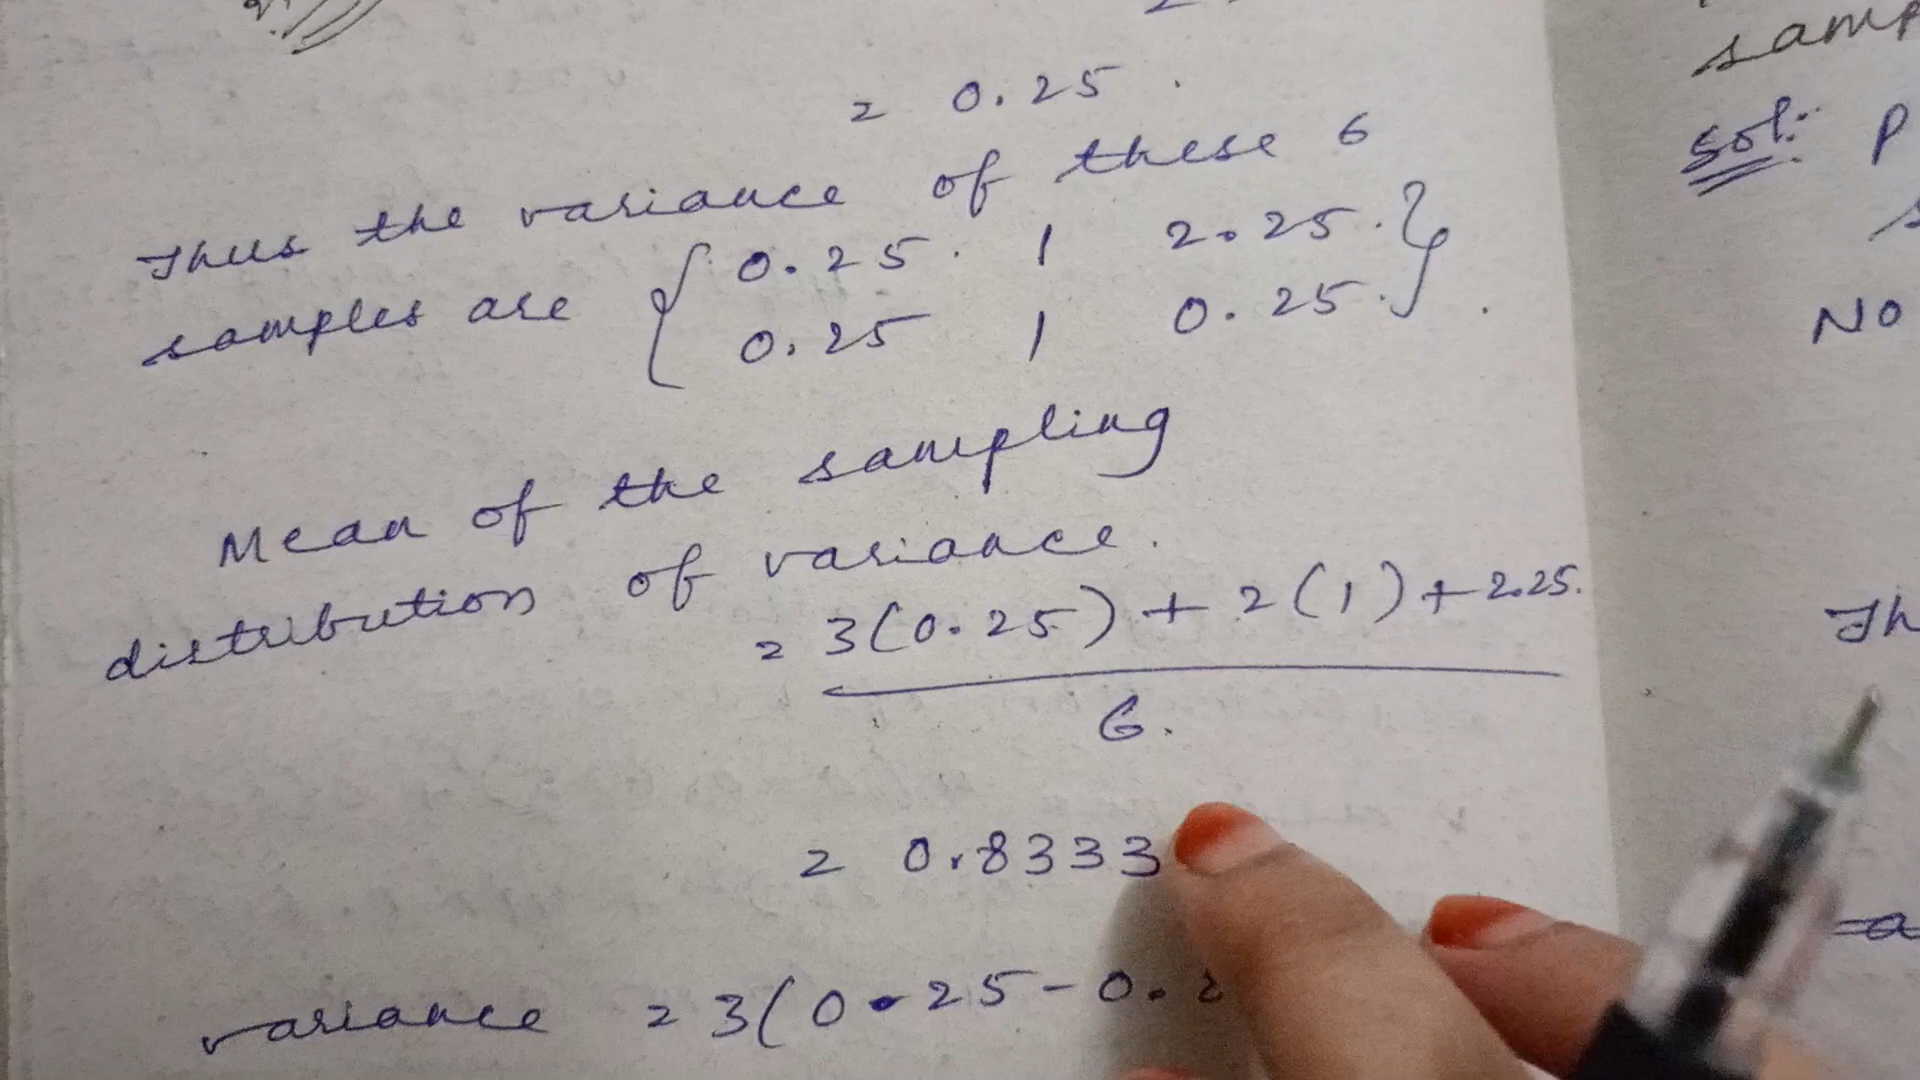 = 0.25.
Thus the variance of these 6
samples are { 0.25. 1 2.25.
0.25 1 0.25. }.
Mean of the sampling
distribution of variance.
= 3(0.25) + 2(1) + 2.25.
6.
= 0.8333
variance = 3(0.25-0.
samp
Sol:- P
s
NO
Th